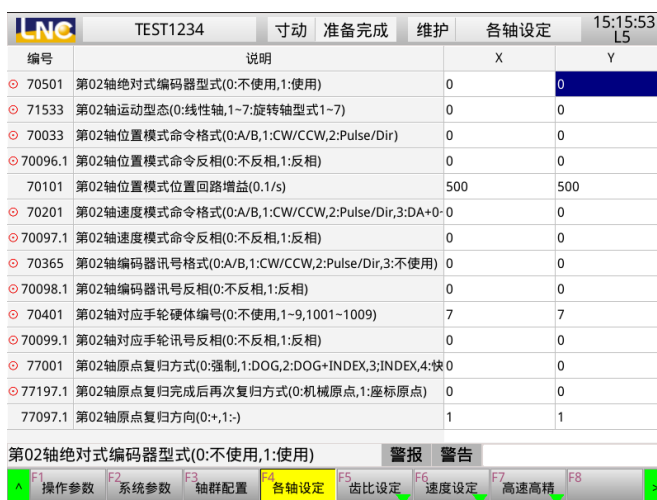 LNC TEST1234 寸动 准备完成 维护 各轴设定 15:15:53
L5
编号 说明 X Y
70501 第02轴绝对式编码器型式(0:不使用,1:使用) 0 0
71533 第02轴运动型态(0:线性轴,1~7:旋转轴型式1~7) 0 0
70033 第02轴位置模式命令格式(0:A/B,1:CW/CCW,2:Pulse/Dir) 0 0
70096.1 第02轴位置模式命令反相(0:不反相,1:反相) 0 0
70101 第02轴位置模式位置回路增益(0.1/s) 500 500
70201 第02轴速度模式命令格式(0:A/B,1:CW/CCW,2:Pulse/Dir,3:DA+0- 0 0
70097.1 第02轴速度模式命令反相(0:不反相,1:反相) 0 0
70365 第02轴编码器讯号格式(0:A/B,1:CW/CCW,2:Pulse/Dir,3:不使用) 0 0
70098.1 第02轴编码器讯号反相(0:不反相,1:反相) 0 0
70401 第02轴对应手轮硬体编号(0:不使用,1~9,1001~1009) 7 7
70099.1 第02轴对应手轮讯号反相(0:不反相,1:反相) 0 0
77001 第02轴原点复归方式(0:强制,1:DOG,2:DOG+INDEX,3;INDEX,4:快 0 0
77197.1 第02轴原点复归完成后再次复归方式(0:机械原点,1:座标原点) 0 0
77097.1 第02轴原点复归方向(0:+,1:-) 1 1
第02轴绝对式编码器型式(0:不使用,1:使用) 警报 警告
^ F1 操作参数 F2 系统参数 F3 轴群配置 F4 各轴设定 F5 齿比设定 F6 速度设定 F7 高速高精 F8 >